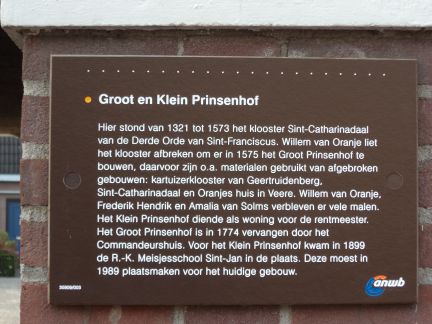 Groot en Klein Prinsenhof
Hier stond van 1321 tot 1573 het klooster Sint-Catharinadaal
van de Derde Orde van Sint-Franciscus. Willem van Oranje liet
het klooster afbreken om er in 1575 het Groot Prinsenhof te
bouwen, daarvoor zijn o.a. materialen gebruikt van afgebroken
gebouwen: kartuizerklooster van Geertruidenberg,
Sint-Catharinadaal en Oranjes huis in Veere. Willem van Oranje,
Frederik Hendrik en Amalia van Solms verbleven er vele malen.
Het Klein Prinsenhof diende als woning voor de rentmeester.
Het Groot Prinsenhof is in 1774 vervangen door het
Commandeurshuis. Voor het Klein Prinsenhof kwam in 1899
de R.-K. Meisjesschool Sint-Jan in de plaats. Deze moest in
1989 plaatsmaken voor het huidige gebouw.
anwb